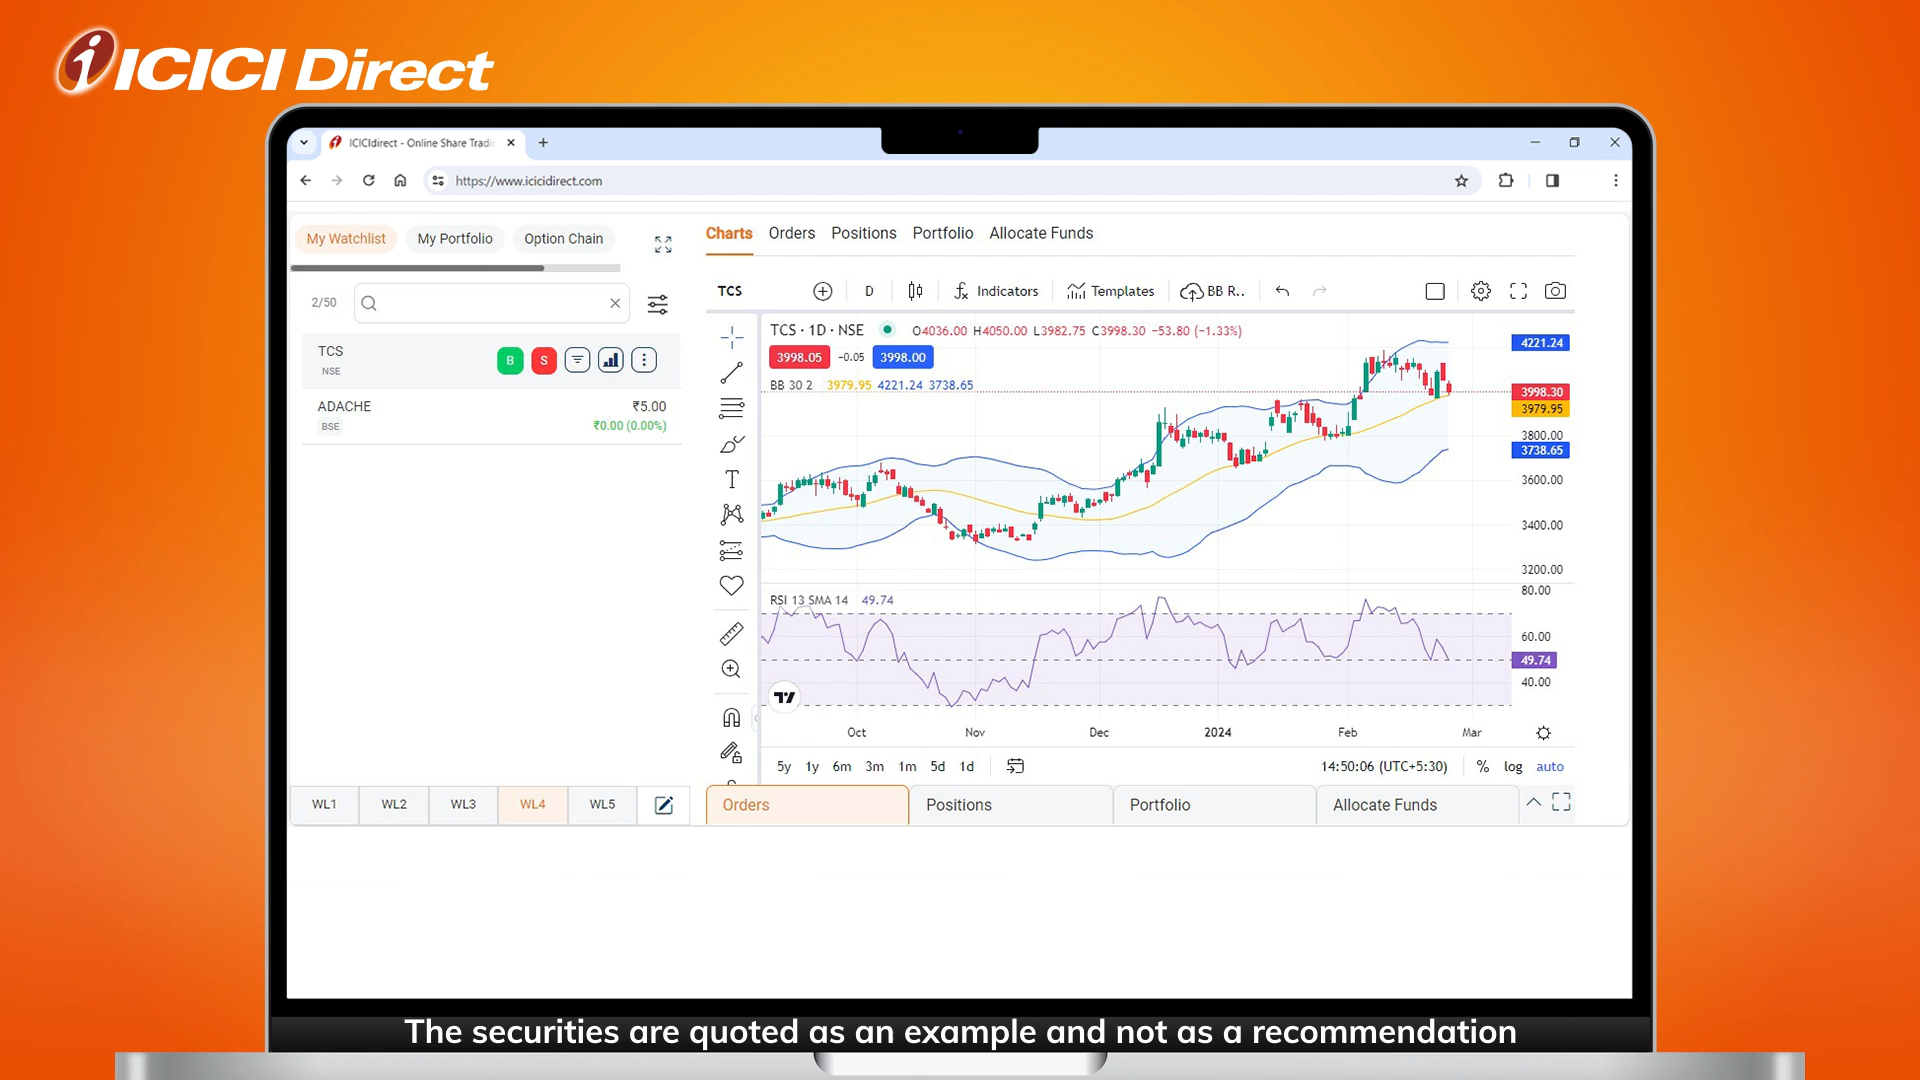 ICICI Direct
ICICIdirect - Online Share Tradin
https://www.icicidirect.com
My Watchlist My Portfolio Option Chain
Charts Orders Positions Portfolio Allocate Funds
2/50
TCS D Indicators Templates BB R..
TCS
NSE
B S
ADACHE ₹5.00
BSE ₹0.00 (0.00%)
TCS · 1D · NSE O4036.00 H4050.00 L3982.75 C3998.30 −53.80 (−1.33%)
3998.05 −0.05 3998.00
BB 30 2 3979.95 4221.24 3738.65
4221.24
3998.30
3979.95
3800.00
3738.65
3600.00
3400.00
3200.00
RSI 13 SMA 14 49.74
80.00
60.00
49.74
40.00
Oct Nov Dec 2024 Feb Mar
5y 1y 6m 3m 1m 5d 1d 14:50:06 (UTC+5:30) % log auto
WL1 WL2 WL3 WL4 WL5
Orders Positions Portfolio Allocate Funds
The securities are quoted as an example and not as a recommendation